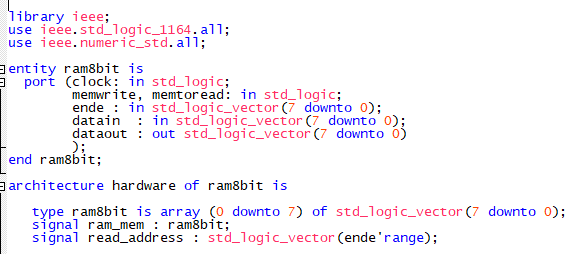 library ieee;
use ieee.std_logic_1164.all;
use ieee.numeric_std.all;
entity ram8bit is
port (clock: in std_logic;
memwrite, memtoread: in std_logic;
ende : in std_logic_vector(7 downto 0);
datain : in std_logic_vector(7 downto 0);
dataout : out std_logic_vector(7 downto 0)
);
end ram8bit;
architecture hardware of ram8bit is
type ram8bit is array (0 downto 7) of std_logic_vector(7 downto 0);
signal ram_mem : ram8bit;
signal read_address : std_logic_vector(ende'range);